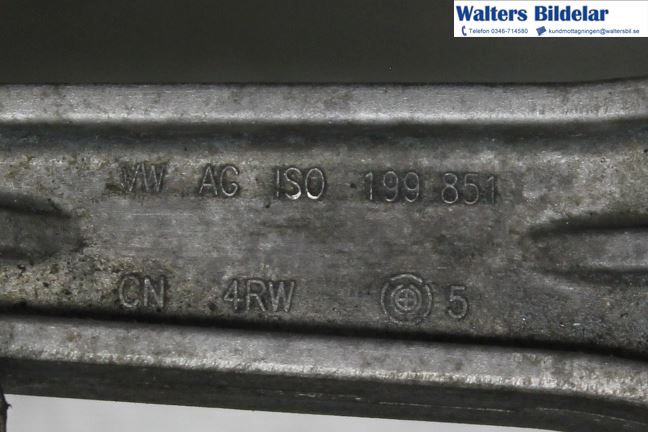 Walters Bildelar
Telefon 0346-714580 kundmottagningen@waltersbil.se
VW AG ISO 199 851
CN 4RW 5